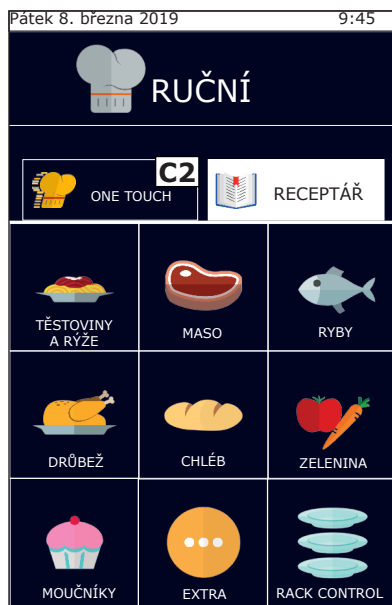 Pátek 8. března 2019 9:45
RUČNÍ
C2
ONE TOUCH
RECEPTÁŘ
TĚSTOVINY
A RÝŽE
MASO
RYBY
DRŮBEŽ
CHLÉB
ZELENINA
MOUČNÍKY
EXTRA
RACK CONTROL